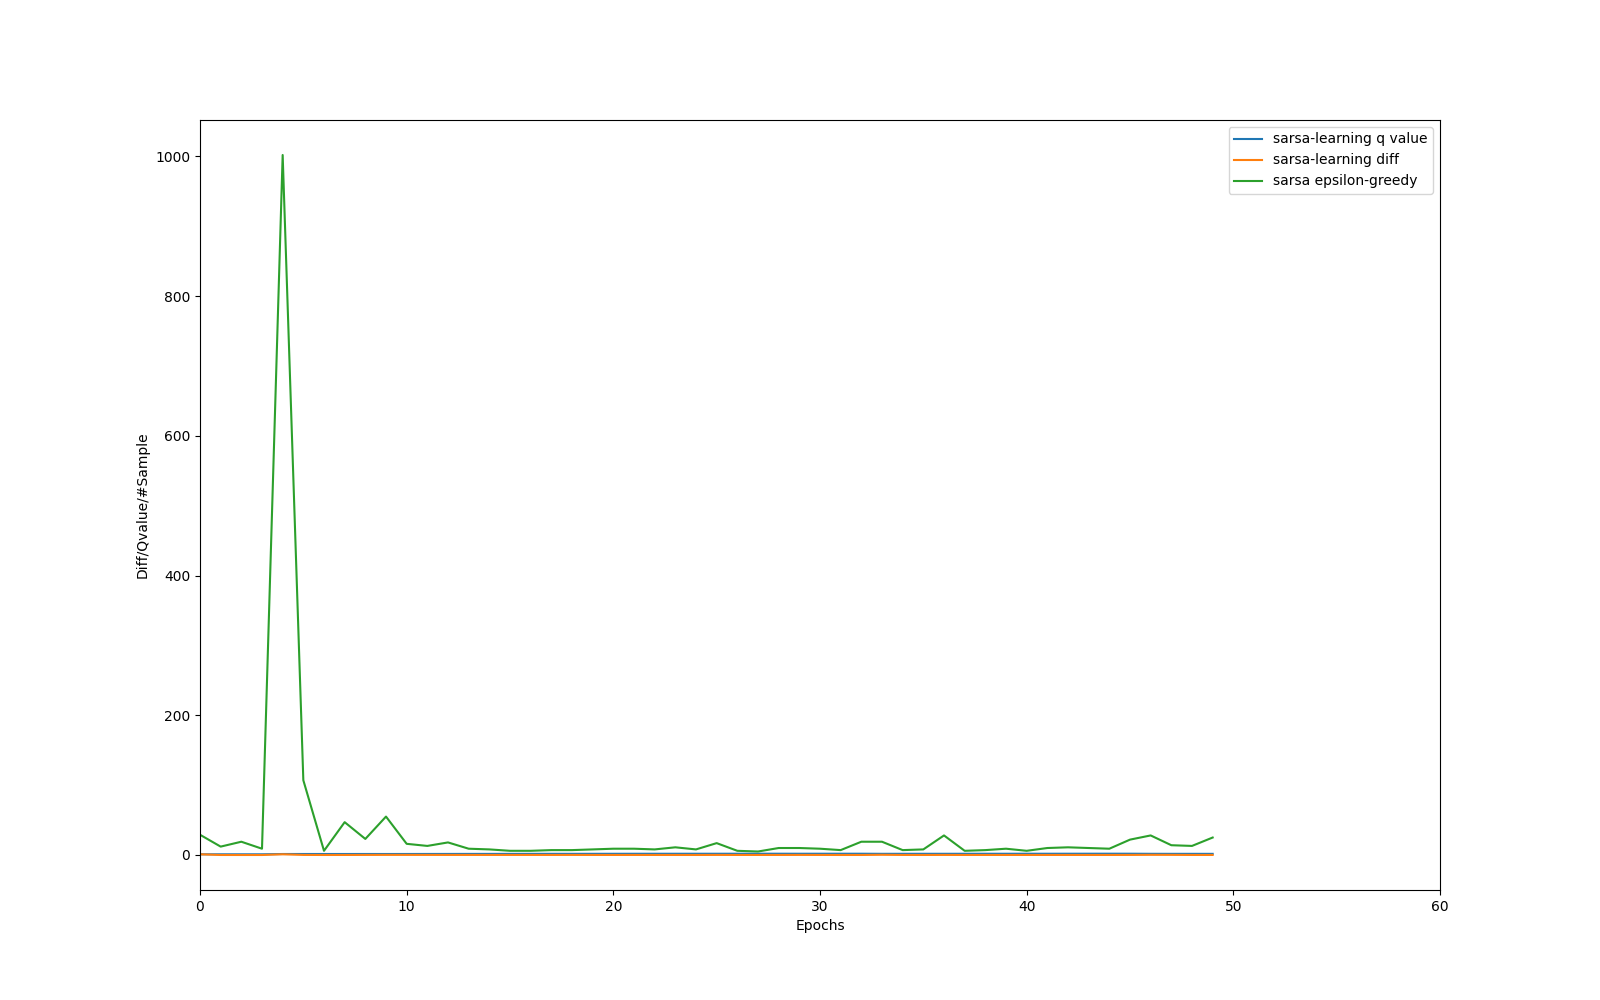 sarsa-learning q value
sarsa-learning diff
sarsa epsilon-greedy
1000
800
600
400
200
0
Diff/Qvalue/#Sample
0 10 20 30 40 50 60
Epochs